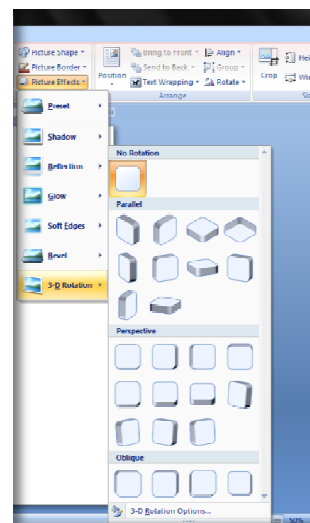 Picture Shape
Picture Border
Picture Effects
Position
Bring to Front
Send to Back
Text Wrapping
Align
Group
Rotate
Arrange
Crop
Preset
Shadow
Reflection
Glow
Soft Edges
Bevel
3-D Rotation
No Rotation
Parallel
Perspective
Oblique
3-D Rotation Options...
50%